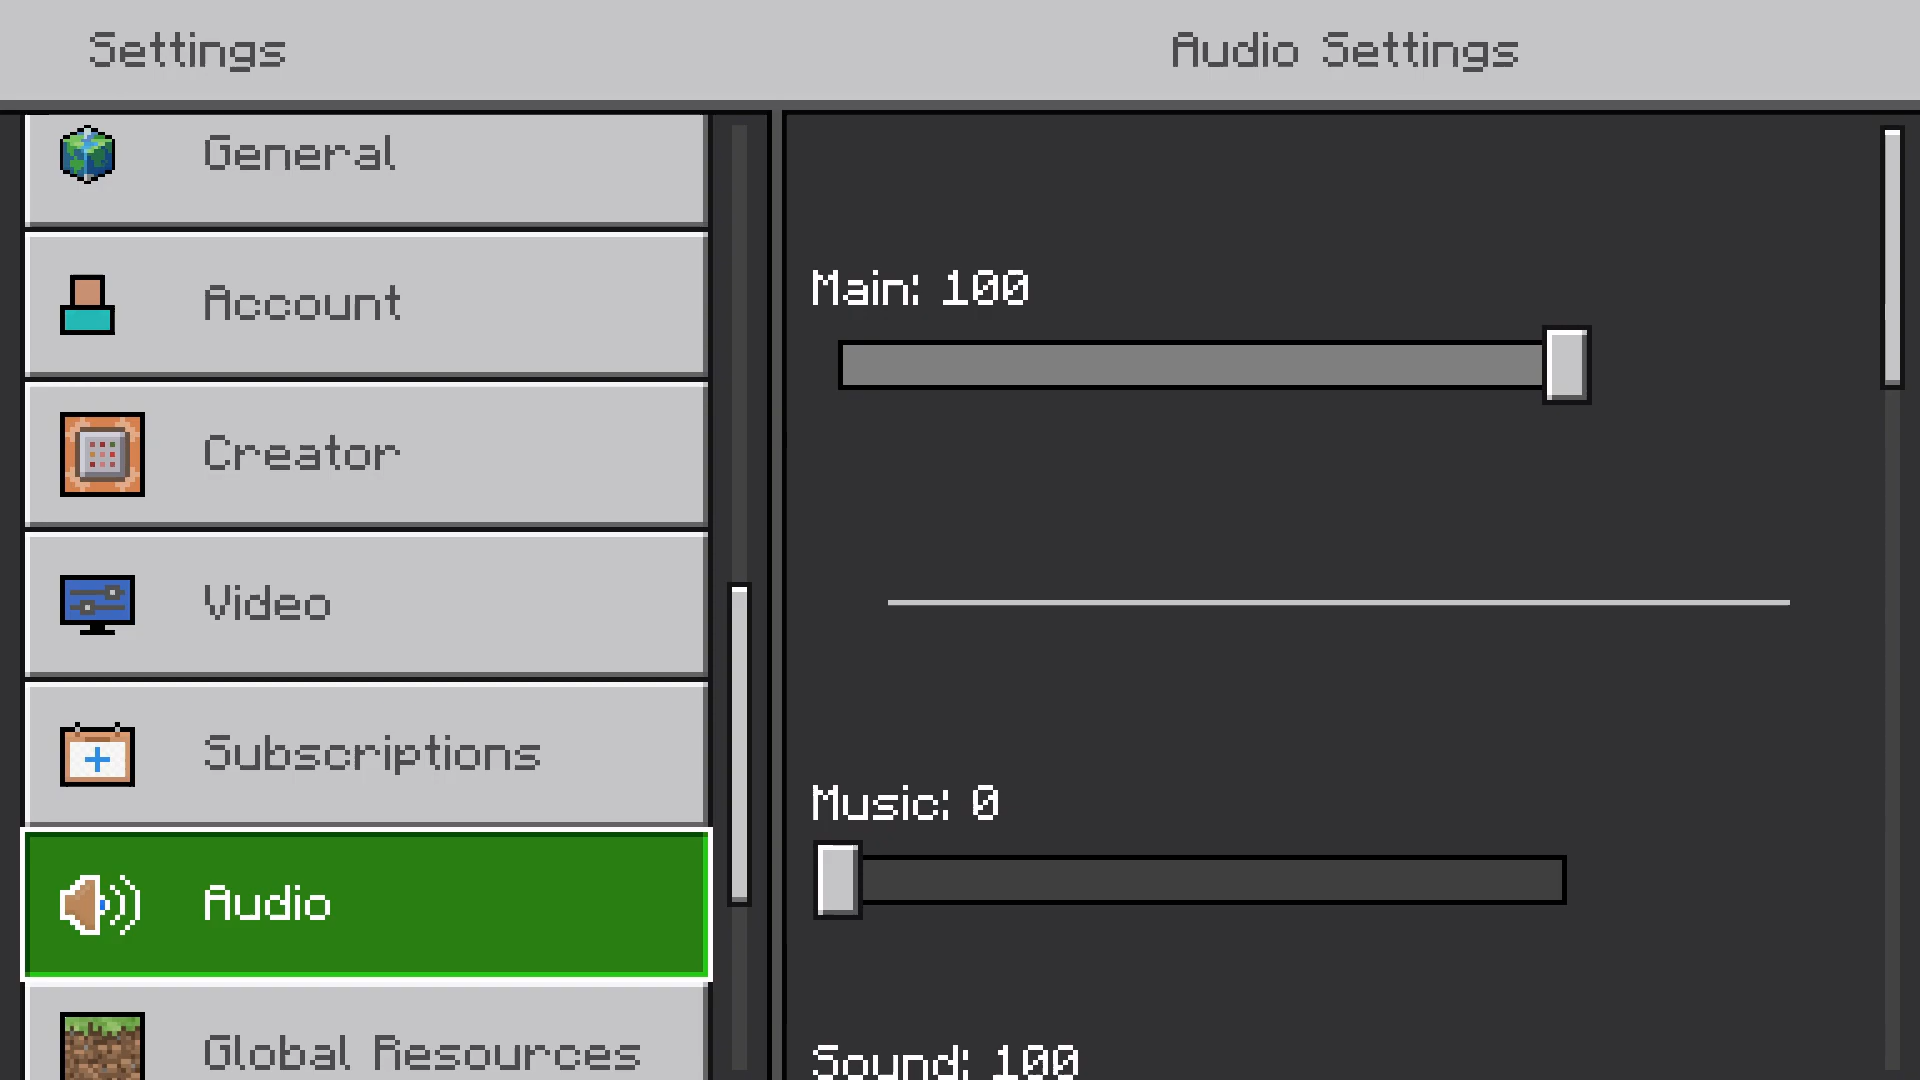 Settings
Audio Settings
General
Account
Creator
Video
Subscriptions
Audio
Global Resources
Main: 100
Music: 0
Sound: 100